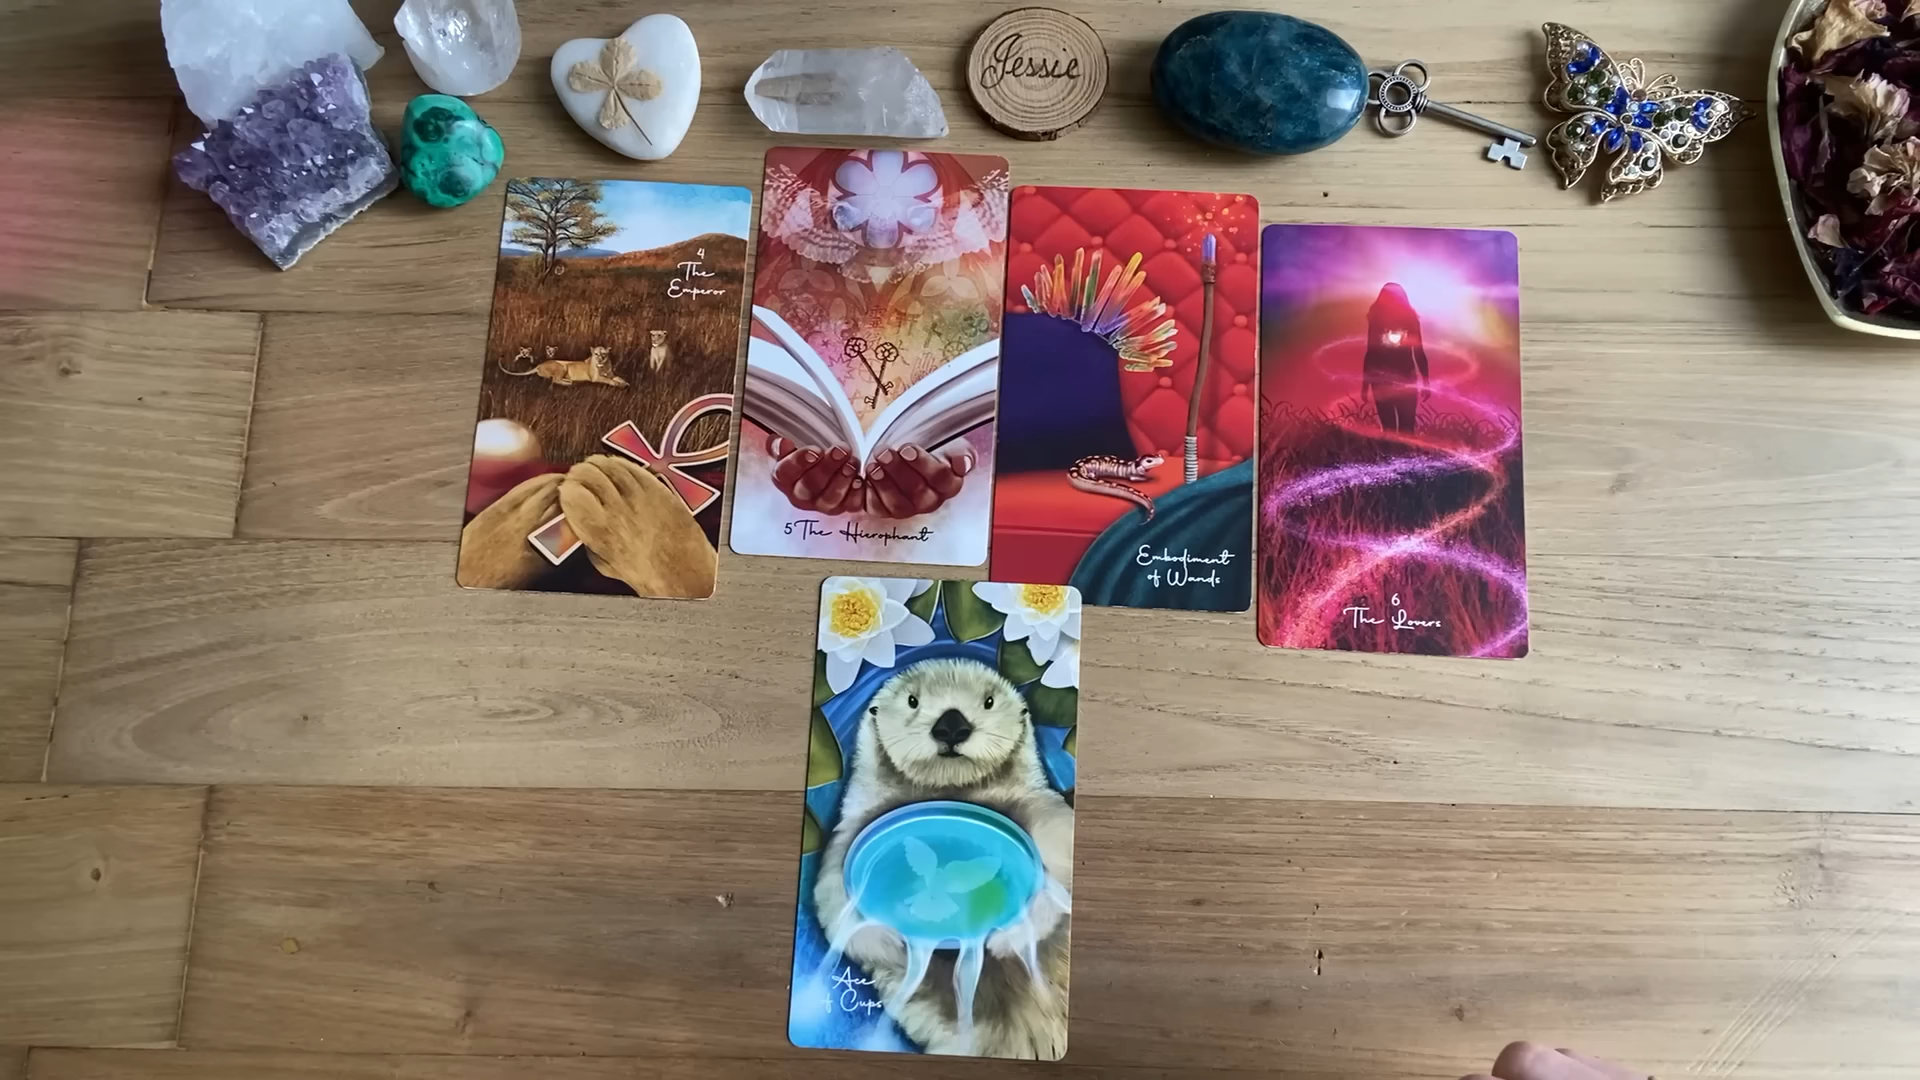 Jessie
4
The
Emperor
5 The Hierophant
Embodiment
of Wands
6
The Lovers
Ace
of Cups